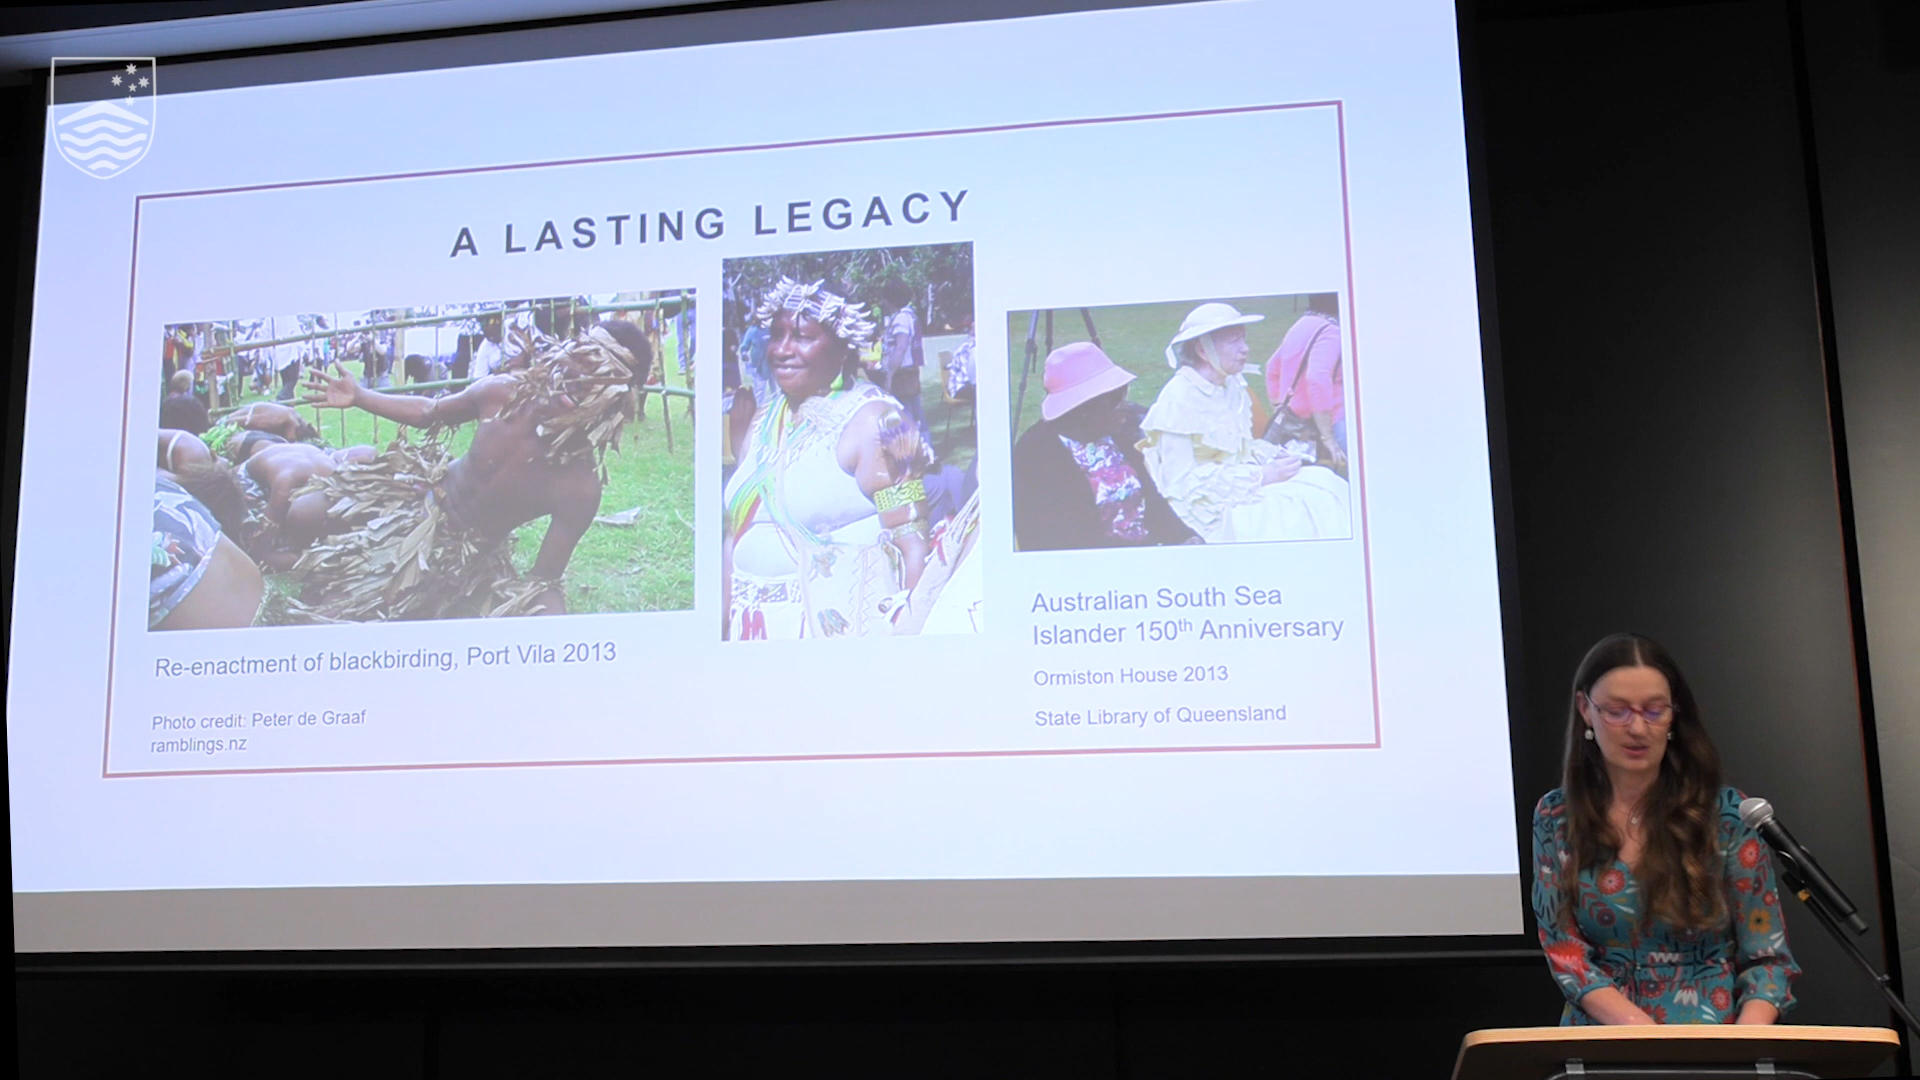 A LASTING LEGACY
Re-enactment of blackbirding, Port Vila 2013
Photo credit: Peter de Graaf
ramblings.nz
Australian South Sea
Islander 150th Anniversary
Ormiston House 2013
State Library of Queensland